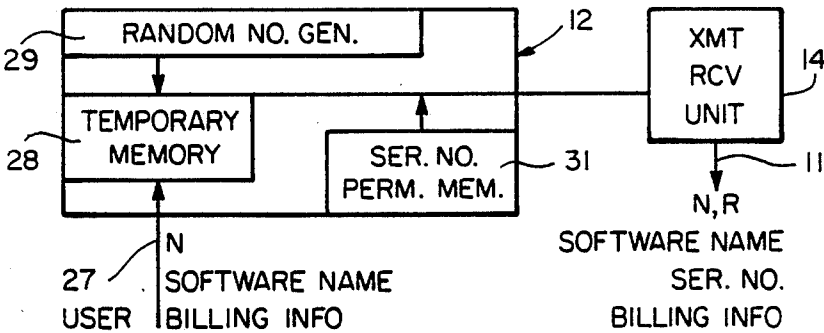 RANDOM NO. GEN.
29
12
XMT
RCV
UNIT
14
TEMPORARY
MEMORY
28
SER. NO.
PERM. MEM.
31
11
N
27
SOFTWARE NAME
USER BILLING INFO
N, R
SOFTWARE NAME
SER. NO.
BILLING INFO